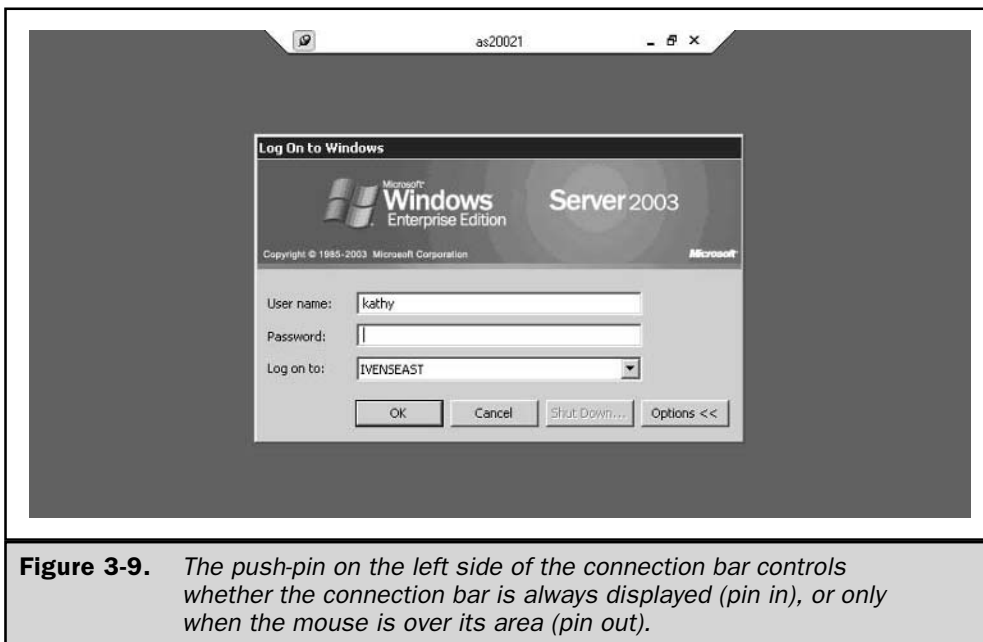 as20021
Log On to Windows
Microsoft
Windows Server 2003
Enterprise Edition
Copyright © 1985-2003 Microsoft Corporation Microsoft
User name: kathy
Password:
Log on to: IVENSEAST
OK Cancel Shut Down... Options <<
Figure 3-9. The push-pin on the left side of the connection bar controls
whether the connection bar is always displayed (pin in), or only
when the mouse is over its area (pin out).